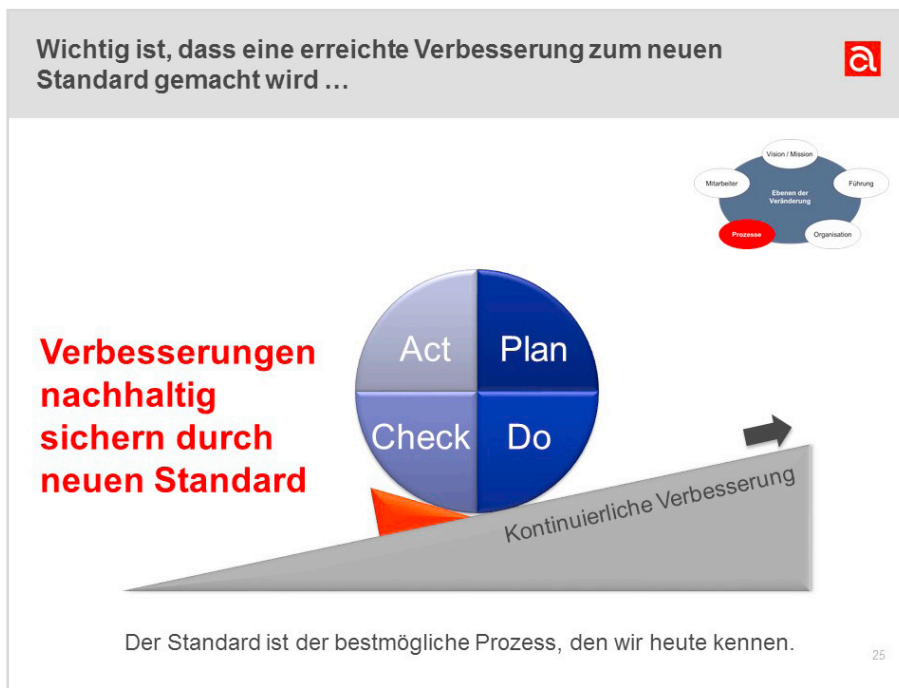 Wichtig ist, dass eine erreichte Verbesserung zum neuen
Standard gemacht wird …
Vision / Mission
Mitarbeiter
Führung
Ebenen der
Veränderung
Prozesse
Organisation
Verbesserungen
nachhaltig
sichern durch
neuen Standard
Act
Plan
Check
Do
Kontinuierliche Verbesserung
Der Standard ist der bestmögliche Prozess, den wir heute kennen.
25